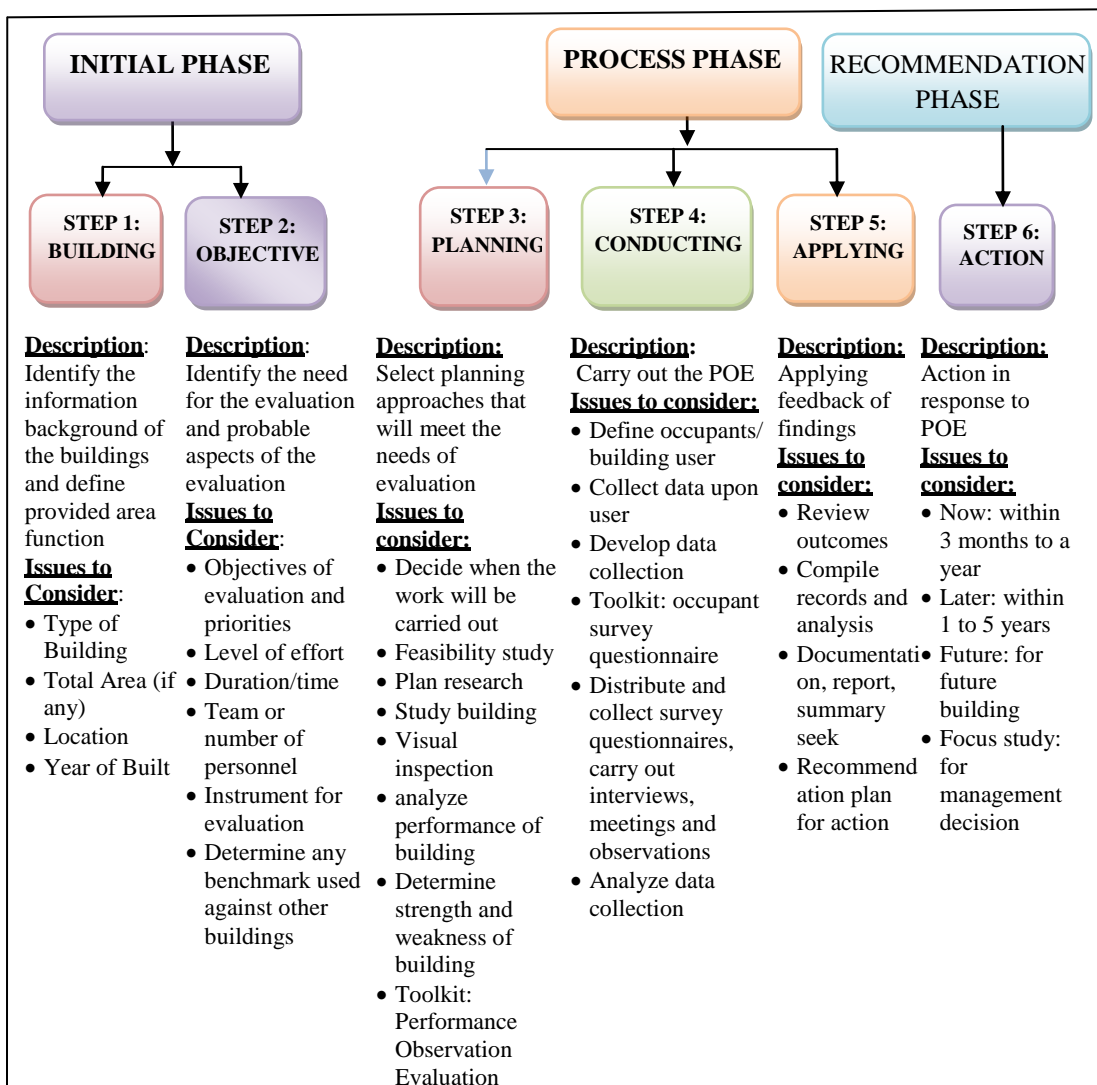 INITIAL PHASE
PROCESS PHASE
RECOMMENDATION
PHASE
STEP 1:
BUILDING
STEP 2:
OBJECTIVE
STEP 3:
PLANNING
STEP 4:
CONDUCTING
STEP 5:
APPLYING
STEP 6:
ACTION
Description:
Identify the
information
background of
the buildings
and define
provided area
function
Issues to
Consider:
• Type of
Building
• Total Area (if
any)
• Location
• Year of Built
Description:
Identify the need
for the evaluation
and probable
aspects of the
evaluation
Issues to
Consider:
• Objectives of
evaluation and
priorities
• Level of effort
• Duration/time
• Team or
number of
personnel
• Instrument for
evaluation
• Determine any
benchmark used
against other
buildings
Description:
Select planning
approaches that
will meet the
needs of
evaluation
Issues to
consider:
• Decide when the
work will be
carried out
• Feasibility study
• Plan research
• Study building
• Visual
inspection
• analyze
performance of
building
• Determine
strength and
weakness of
building
• Toolkit:
Performance
Observation
Evaluation
Description:
Carry out the POE
Issues to consider:
• Define occupants/
building user
• Collect data upon
user
• Develop data
collection
• Toolkit: occupant
survey
questionnaire
• Distribute and
collect survey
questionnaires,
carry out
interviews,
meetings and
observations
• Analyze data
collection
Description:
Applying
feedback of
findings
Issues to
consider:
• Review
outcomes
• Compile
records and
analysis
• Documentati
on, report,
summary
seek
• Recommend
ation plan
for action
Description:
Action in
response to
POE
Issues to
consider:
• Now: within
3 months to a
year
• Later: within
1 to 5 years
• Future: for
future
building
• Focus study:
for
management
decision